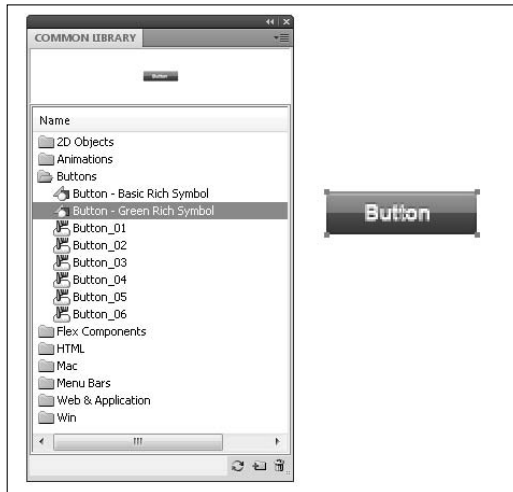 COMMON LIBRARY
Button
Name
2D Objects
Animations
Buttons
Button - Basic Rich Symbol
Button - Green Rich Symbol
Button_01
Button_02
Button_03
Button_04
Button_05
Button_06
Flex Components
HTML
Mac
Menu Bars
Web & Application
Win
Button